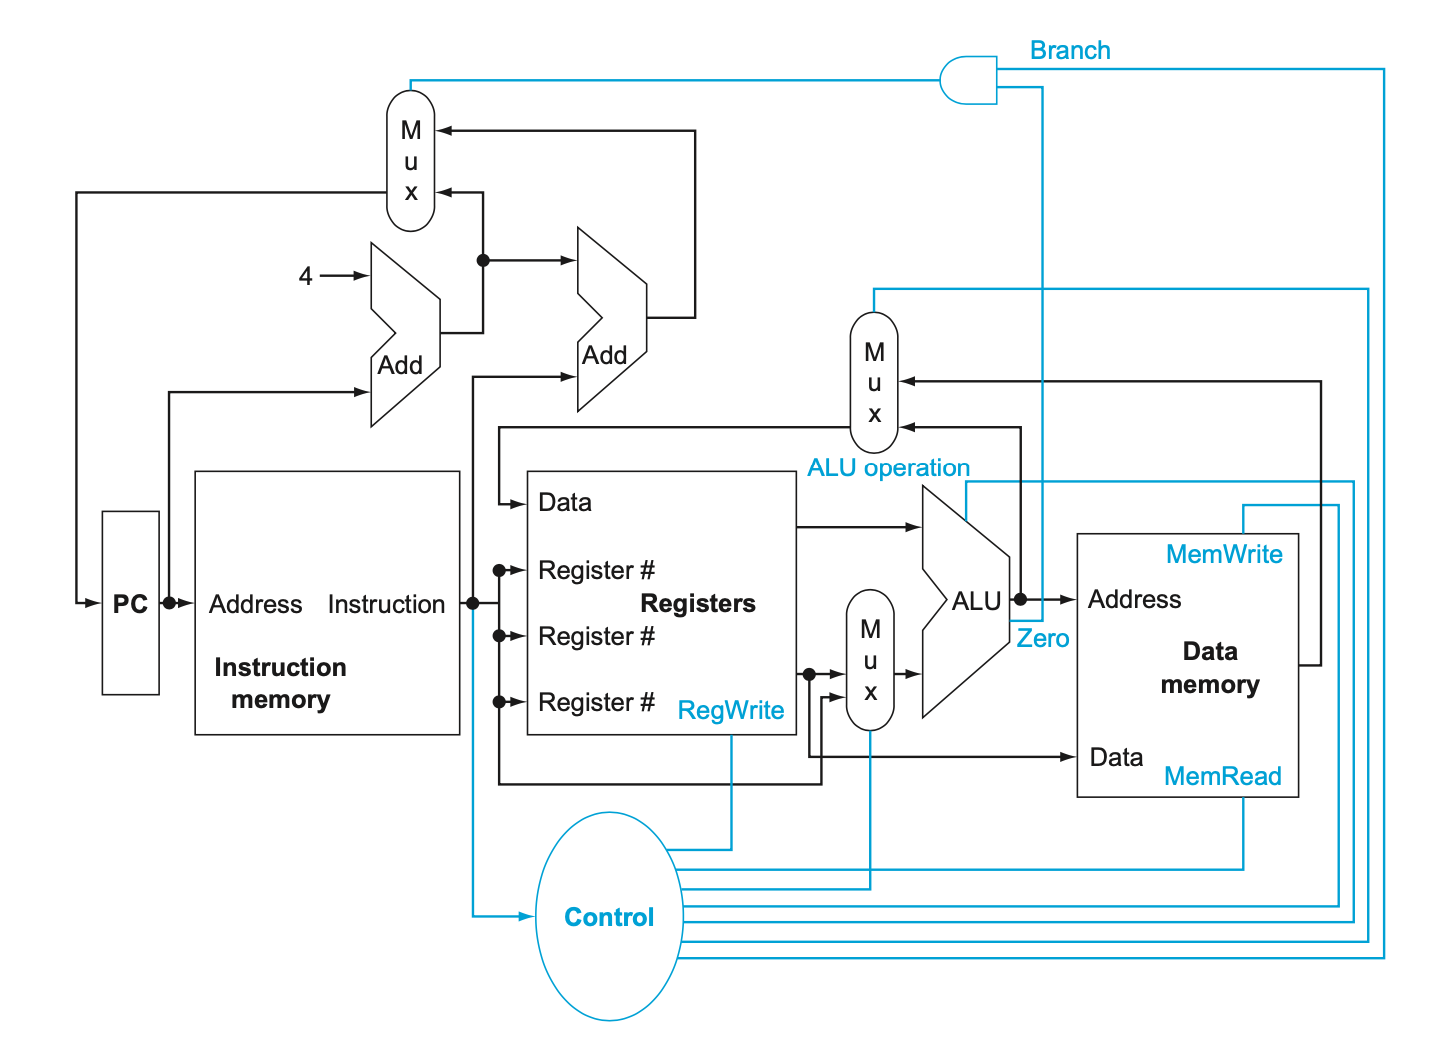 Branch
M
u
x
4
Add
Add
M
u
x
ALU operation
Data
Register #
Registers
Register #
Register #
RegWrite
PC
Address
Instruction
Instruction
memory
M
u
x
ALU
Zero
MemWrite
Address
Data
memory
Data
MemRead
Control